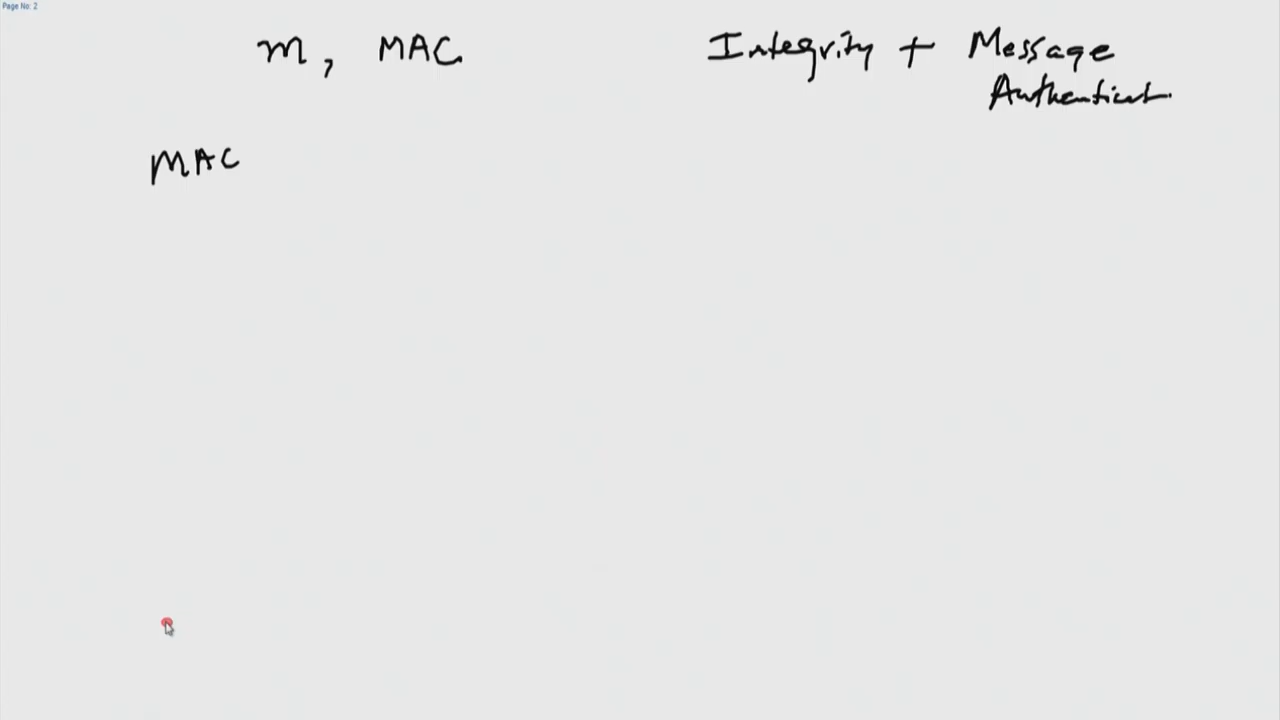 Page No: 2
m, MAC. Integrity + Message
Authenticat.
MAC